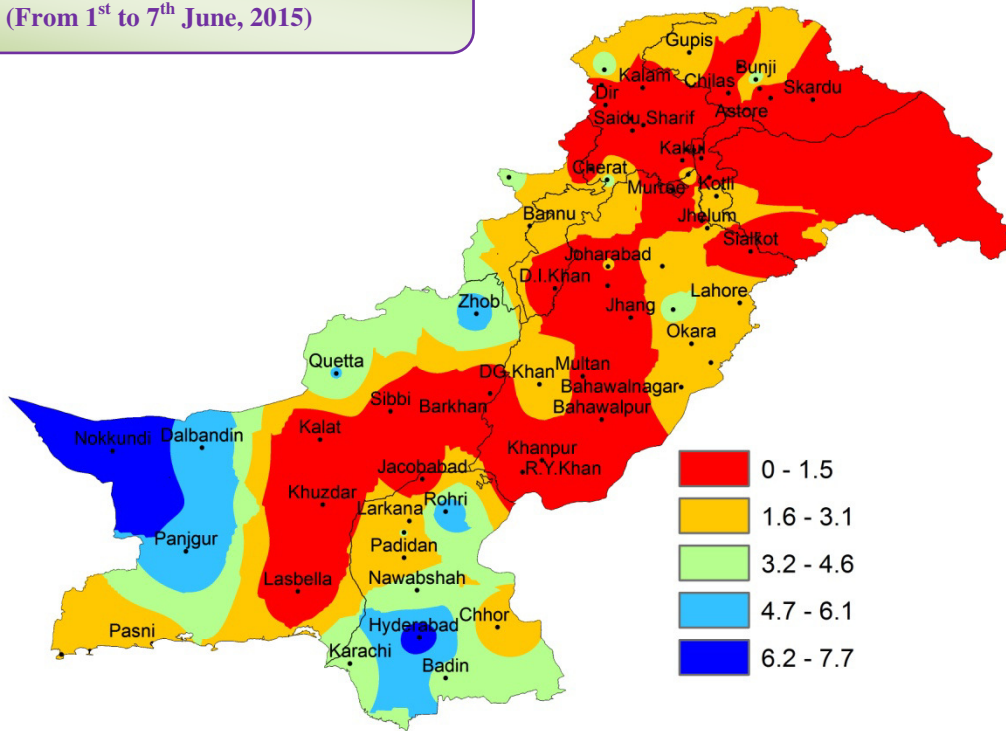 (From 1st to 7th June, 2015)
Gupis
Bunji
Kalam
Chilas
Skardu
Dir
Astore
Saidu Sharif
Kakul
Cherat
Murree
Kotli
Bannu
Jhelum
Sialkot
Joharabad
D.I.Khan
Lahore
Zhob
Jhang
Okara
Quetta
DG.Khan
Multan
Bahawalnagar
Sibbi
Barkhan
Bahawalpur
Nokkundi
Dalbandin
Kalat
Khanpur
Jacobabad
R.Y.Khan
Khuzdar
Rohri
Larkana
Panjgur
Padidan
Lasbella
Nawabshah
Chhor
Pasni
Hyderabad
Karachi
Badin
0 - 1.5
1.6 - 3.1
3.2 - 4.6
4.7 - 6.1
6.2 - 7.7